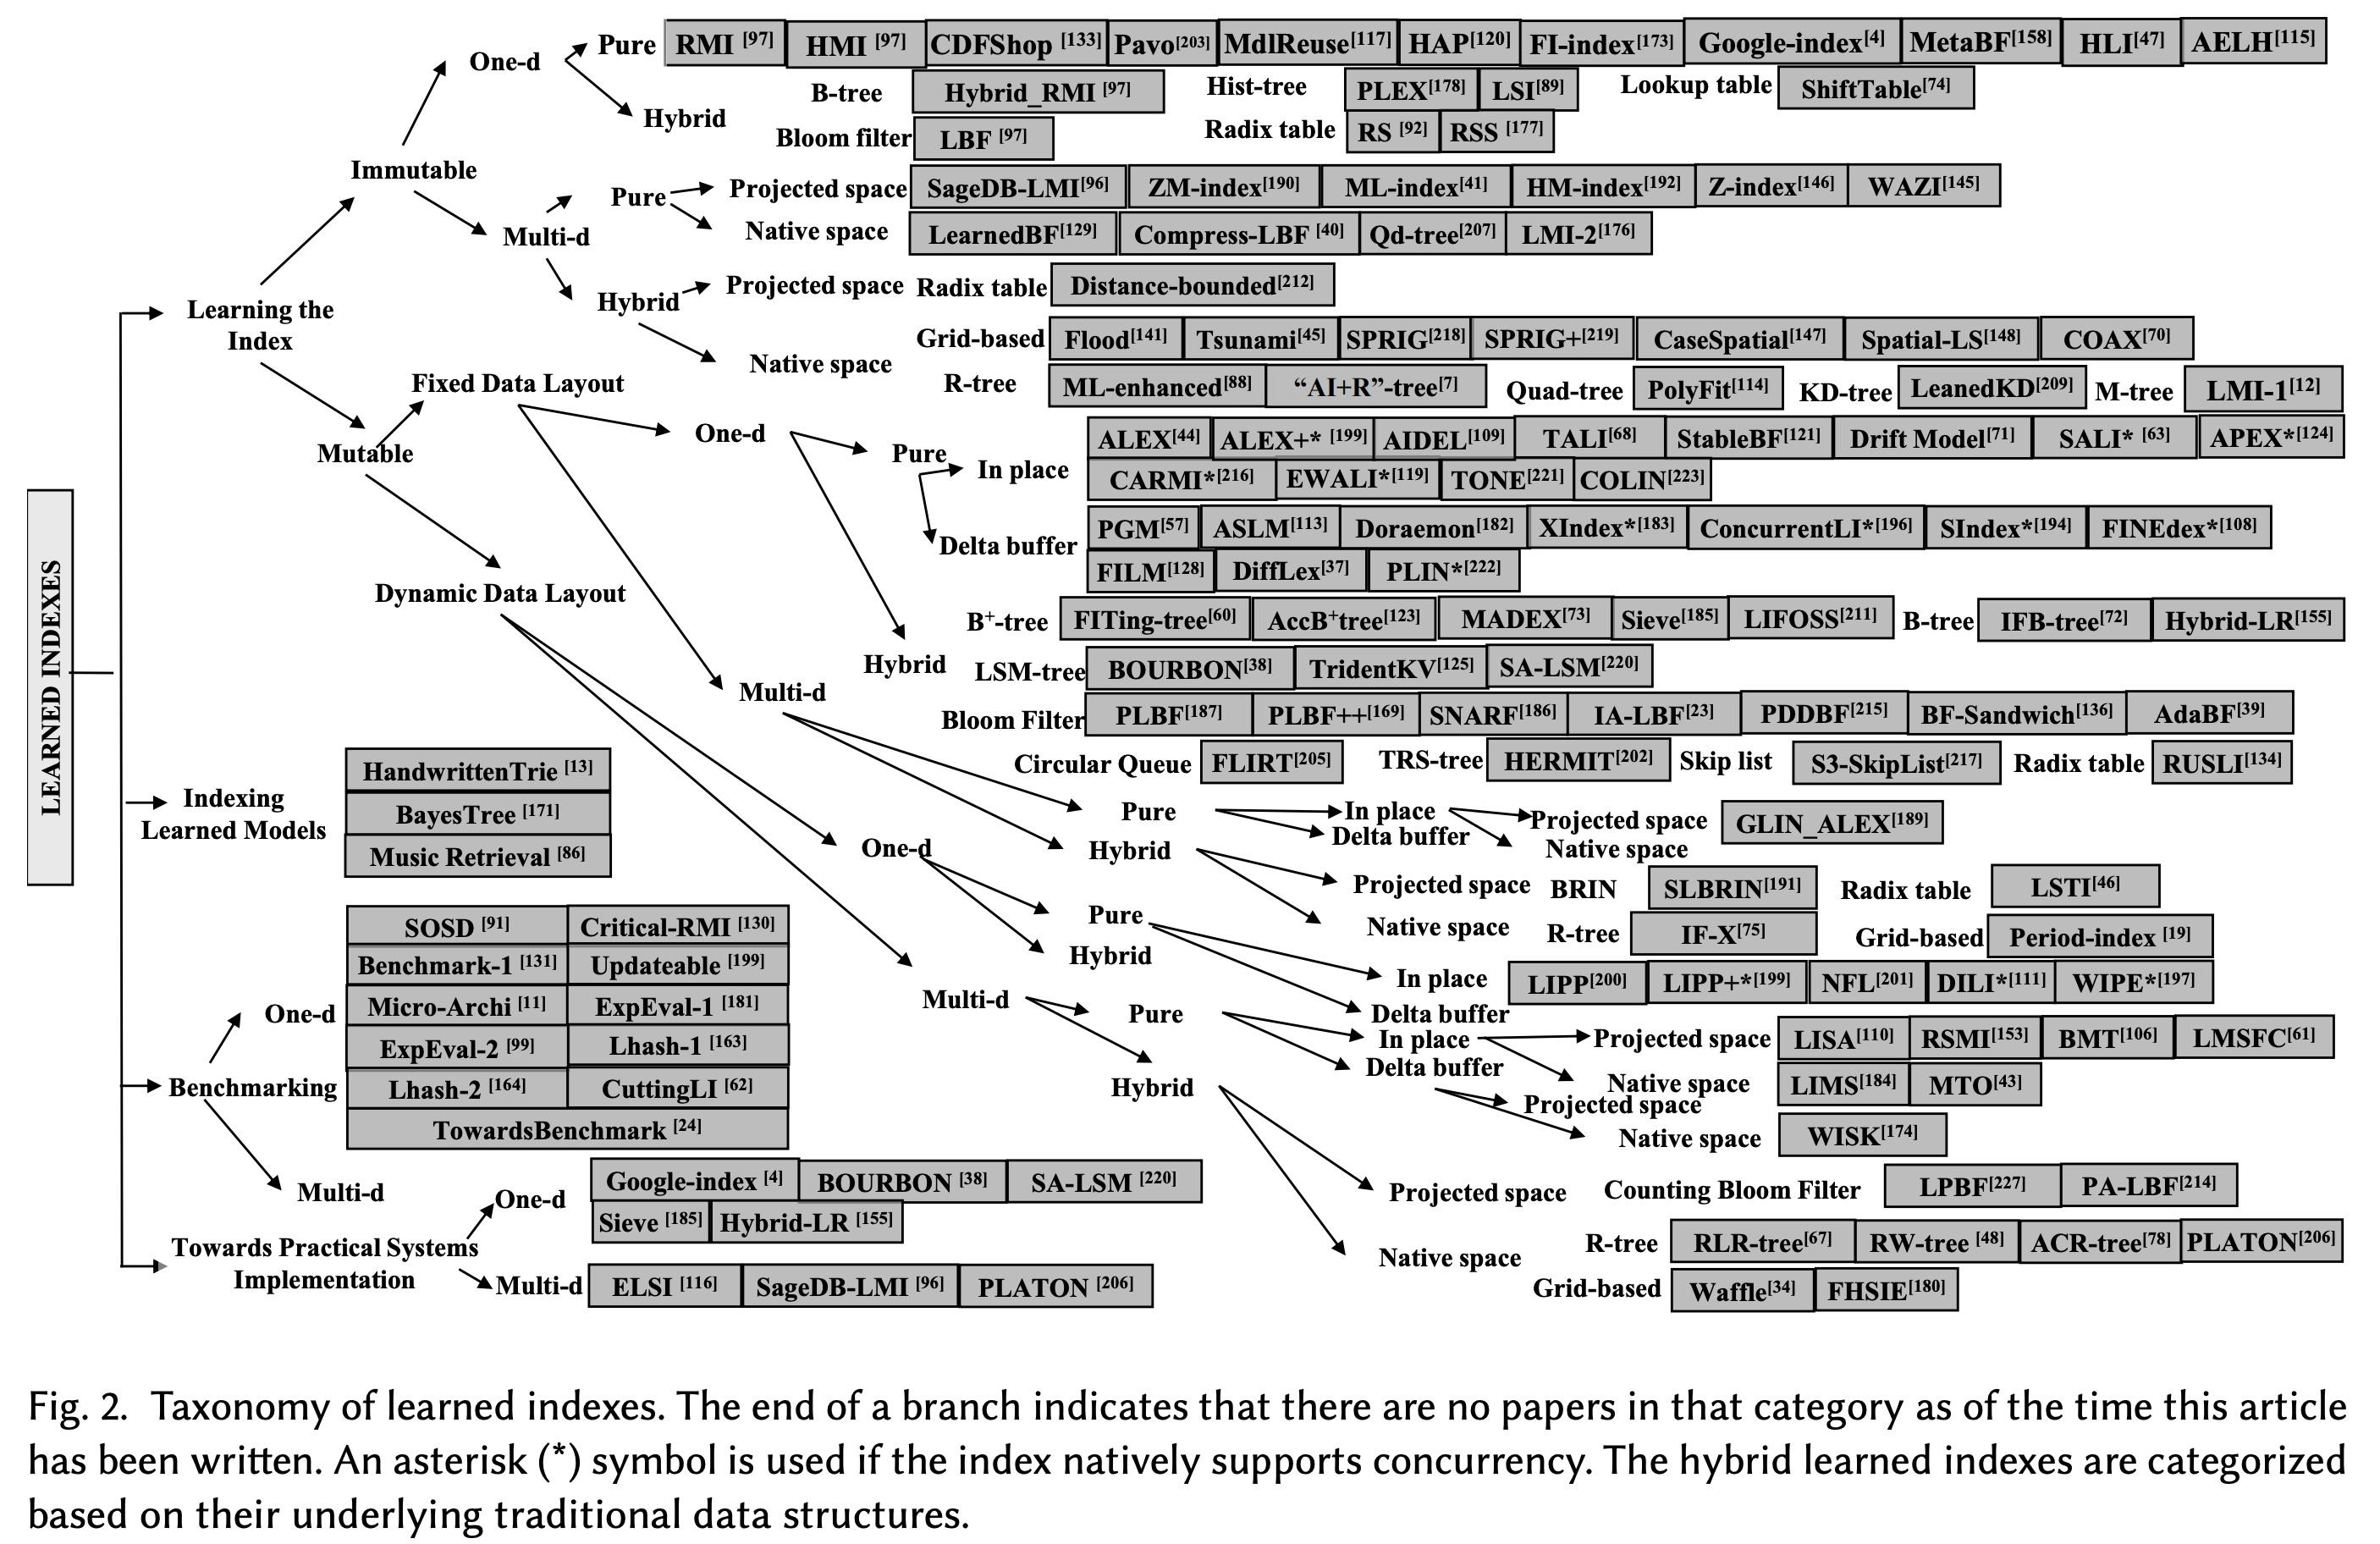 One-d Pure RMI [97] HMI [97] CDFShop [133] Pavo[203] MdlReuse[117] HAP[120] FI-index[173] Google-index[4] MetaBF[158] HLI[47] AELH[115]
Hybrid B-tree Hybrid_RMI [97] Hist-tree PLEX[178] LSI[89] Lookup table ShiftTable[74]
Bloom filter LBF [97] Radix table RS [92] RSS [177]
Immutable
Multi-d Pure Projected space SageDB-LMI[96] ZM-index[190] ML-index[41] HM-index[192] Z-index[146] WAZI[145]
Native space LearnedBF[129] Compress-LBF [40] Qd-tree[207] LMI-2[176]
Hybrid Projected space Radix table Distance-bounded[212]
Learning the
Index
Native space Grid-based Flood[141] Tsunami[45] SPRIG[218] SPRIG+[219] CaseSpatial[147] Spatial-LS[148] COAX[70]
R-tree ML-enhanced[88] “AI+R”-tree[7] Quad-tree PolyFit[114] KD-tree LeanedKD[209] M-tree LMI-1[12]
Fixed Data Layout
Mutable
One-d Pure In place ALEX[44] ALEX+* [199] AIDEL[109] TALI[68] StableBF[121] Drift Model[71] SALI* [63] APEX*[124]
CARMI*[216] EWALI*[119] TONE[221] COLIN[223]
Delta buffer PGM[57] ASLM[113] Doraemon[182] XIndex*[183] ConcurrentLI*[196] SIndex*[194] FINEdex*[108]
FILM[128] DiffLex[37] PLIN*[222]
Dynamic Data Layout
Hybrid B+-tree FITing-tree[60] AccB+tree[123] MADEX[73] Sieve[185] LIFOSS[211] B-tree IFB-tree[72] Hybrid-LR[155]
LSM-tree BOURBON[38] TridentKV[125] SA-LSM[220]
Bloom Filter PLBF[187] PLBF++[169] SNARF[186] IA-LBF[23] PDDBF[215] BF-Sandwich[136] AdaBF[39]
Circular Queue FLIRT[205] TRS-tree HERMIT[202] Skip list S3-SkipList[217] Radix table RUSLI[134]
LEARNED INDEXES
Multi-d
Pure In place Projected space GLIN_ALEX[189]
Delta buffer Native space
Hybrid Projected space BRIN SLBRIN[191] Radix table LSTI[46]
Native space R-tree IF-X[75] Grid-based Period-index [19]
One-d
Pure In place LIPP[200] LIPP+*[199] NFL[201] DILI*[111] WIPE*[197]
Hybrid Delta buffer
Multi-d
Pure In place Projected space LISA[110] RSMI[153] BMT[106] LMSFC[61]
Native space LIMS[184] MTO[43]
Delta buffer Projected space
Native space WISK[174]
Hybrid
Projected space Counting Bloom Filter LPBF[227] PA-LBF[214]
Native space R-tree RLR-tree[67] RW-tree [48] ACR-tree[78] PLATON[206]
Grid-based Waffle[34] FHSIE[180]
Indexing
Learned Models
HandwrittenTrie [13]
BayesTree [171]
Music Retrieval [86]
Benchmarking
One-d
SOSD [91] Critical-RMI [130]
Benchmark-1 [131] Updateable [199]
Micro-Archi [11] ExpEval-1 [181]
ExpEval-2 [99] Lhash-1 [163]
Lhash-2 [164] CuttingLI [62]
TowardsBenchmark [24]
Multi-d
Towards Practical Systems
Implementation
One-d Google-index [4] BOURBON [38] SA-LSM [220]
Sieve [185] Hybrid-LR [155]
Multi-d ELSI [116] SageDB-LMI [96] PLATON [206]
Fig. 2. Taxonomy of learned indexes. The end of a branch indicates that there are no papers in that category as of the time this article
has been written. An asterisk (*) symbol is used if the index natively supports concurrency. The hybrid learned indexes are categorized
based on their underlying traditional data structures.